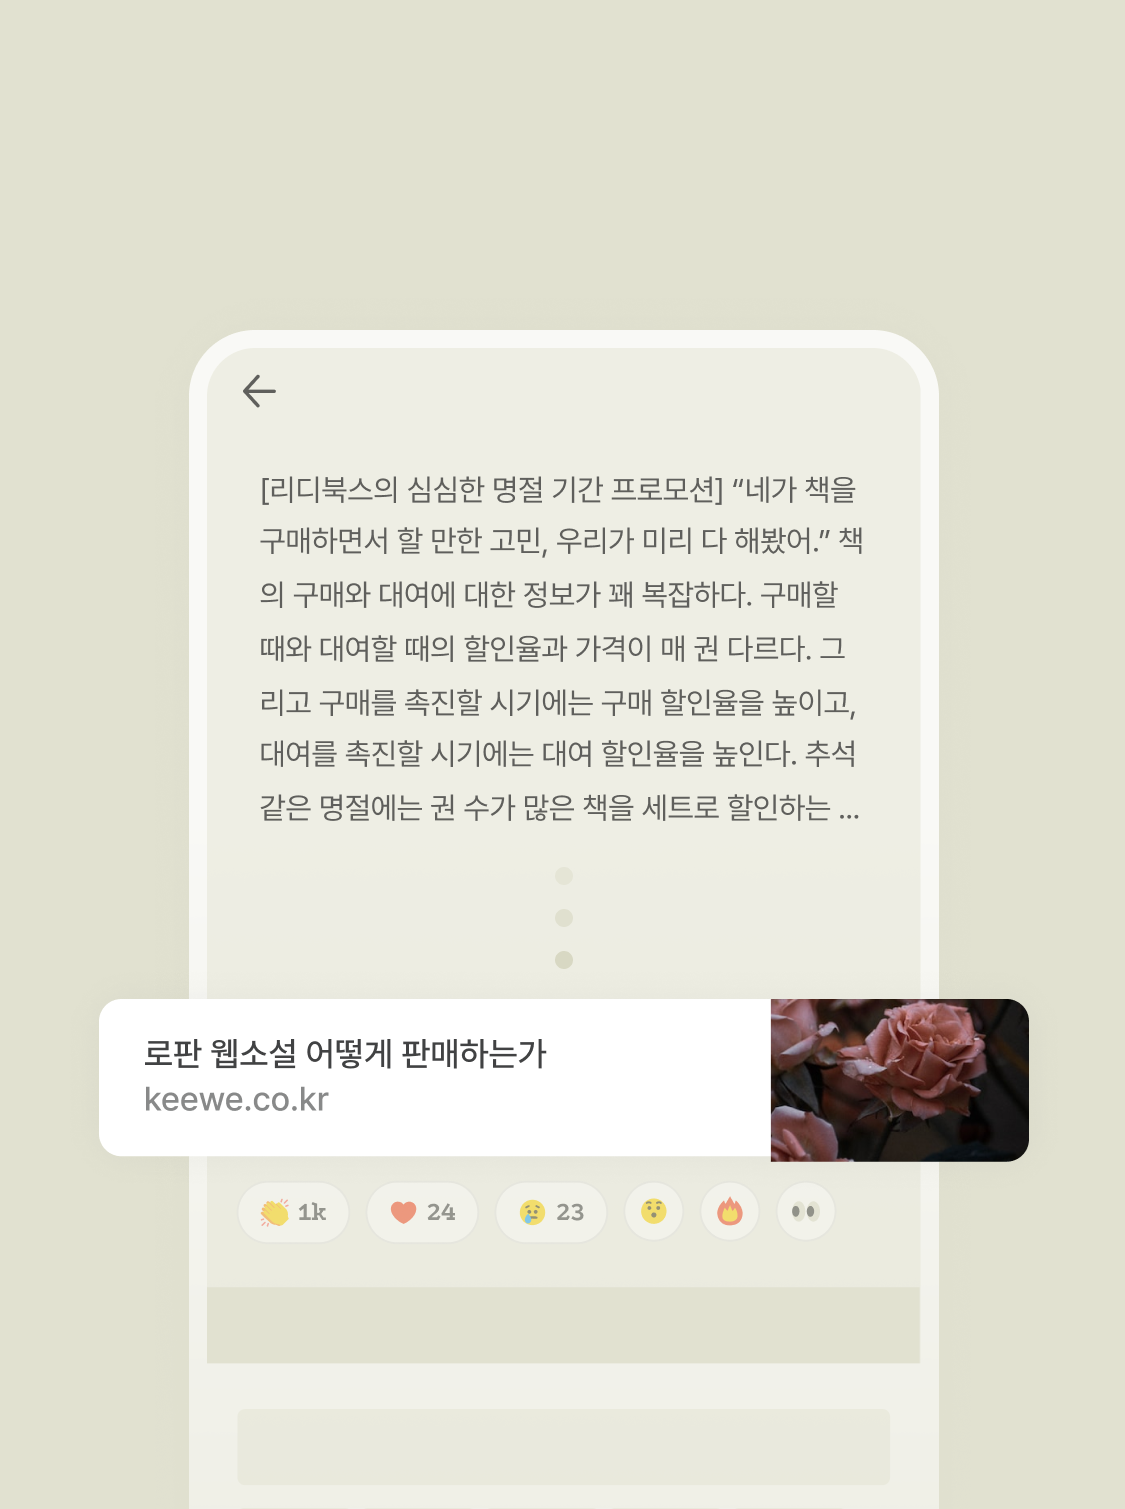 [리디북스의 심심한 명절 기간 프로모션] “네가 책을
구매하면서 할 만한 고민, 우리가 미리 다 해봤어.” 책
의 구매와 대여에 대한 정보가 꽤 복잡하다. 구매할
때와 대여할 때의 할인율과 가격이 매 권 다르다. 그
리고 구매를 촉진할 시기에는 구매 할인율을 높이고,
대여를 촉진할 시기에는 대여 할인율을 높인다. 추석
같은 명절에는 권 수가 많은 책을 세트로 할인하는 ...
로판 웹소설 어떻게 판매하는가
keewe.co.kr
1k 24 23